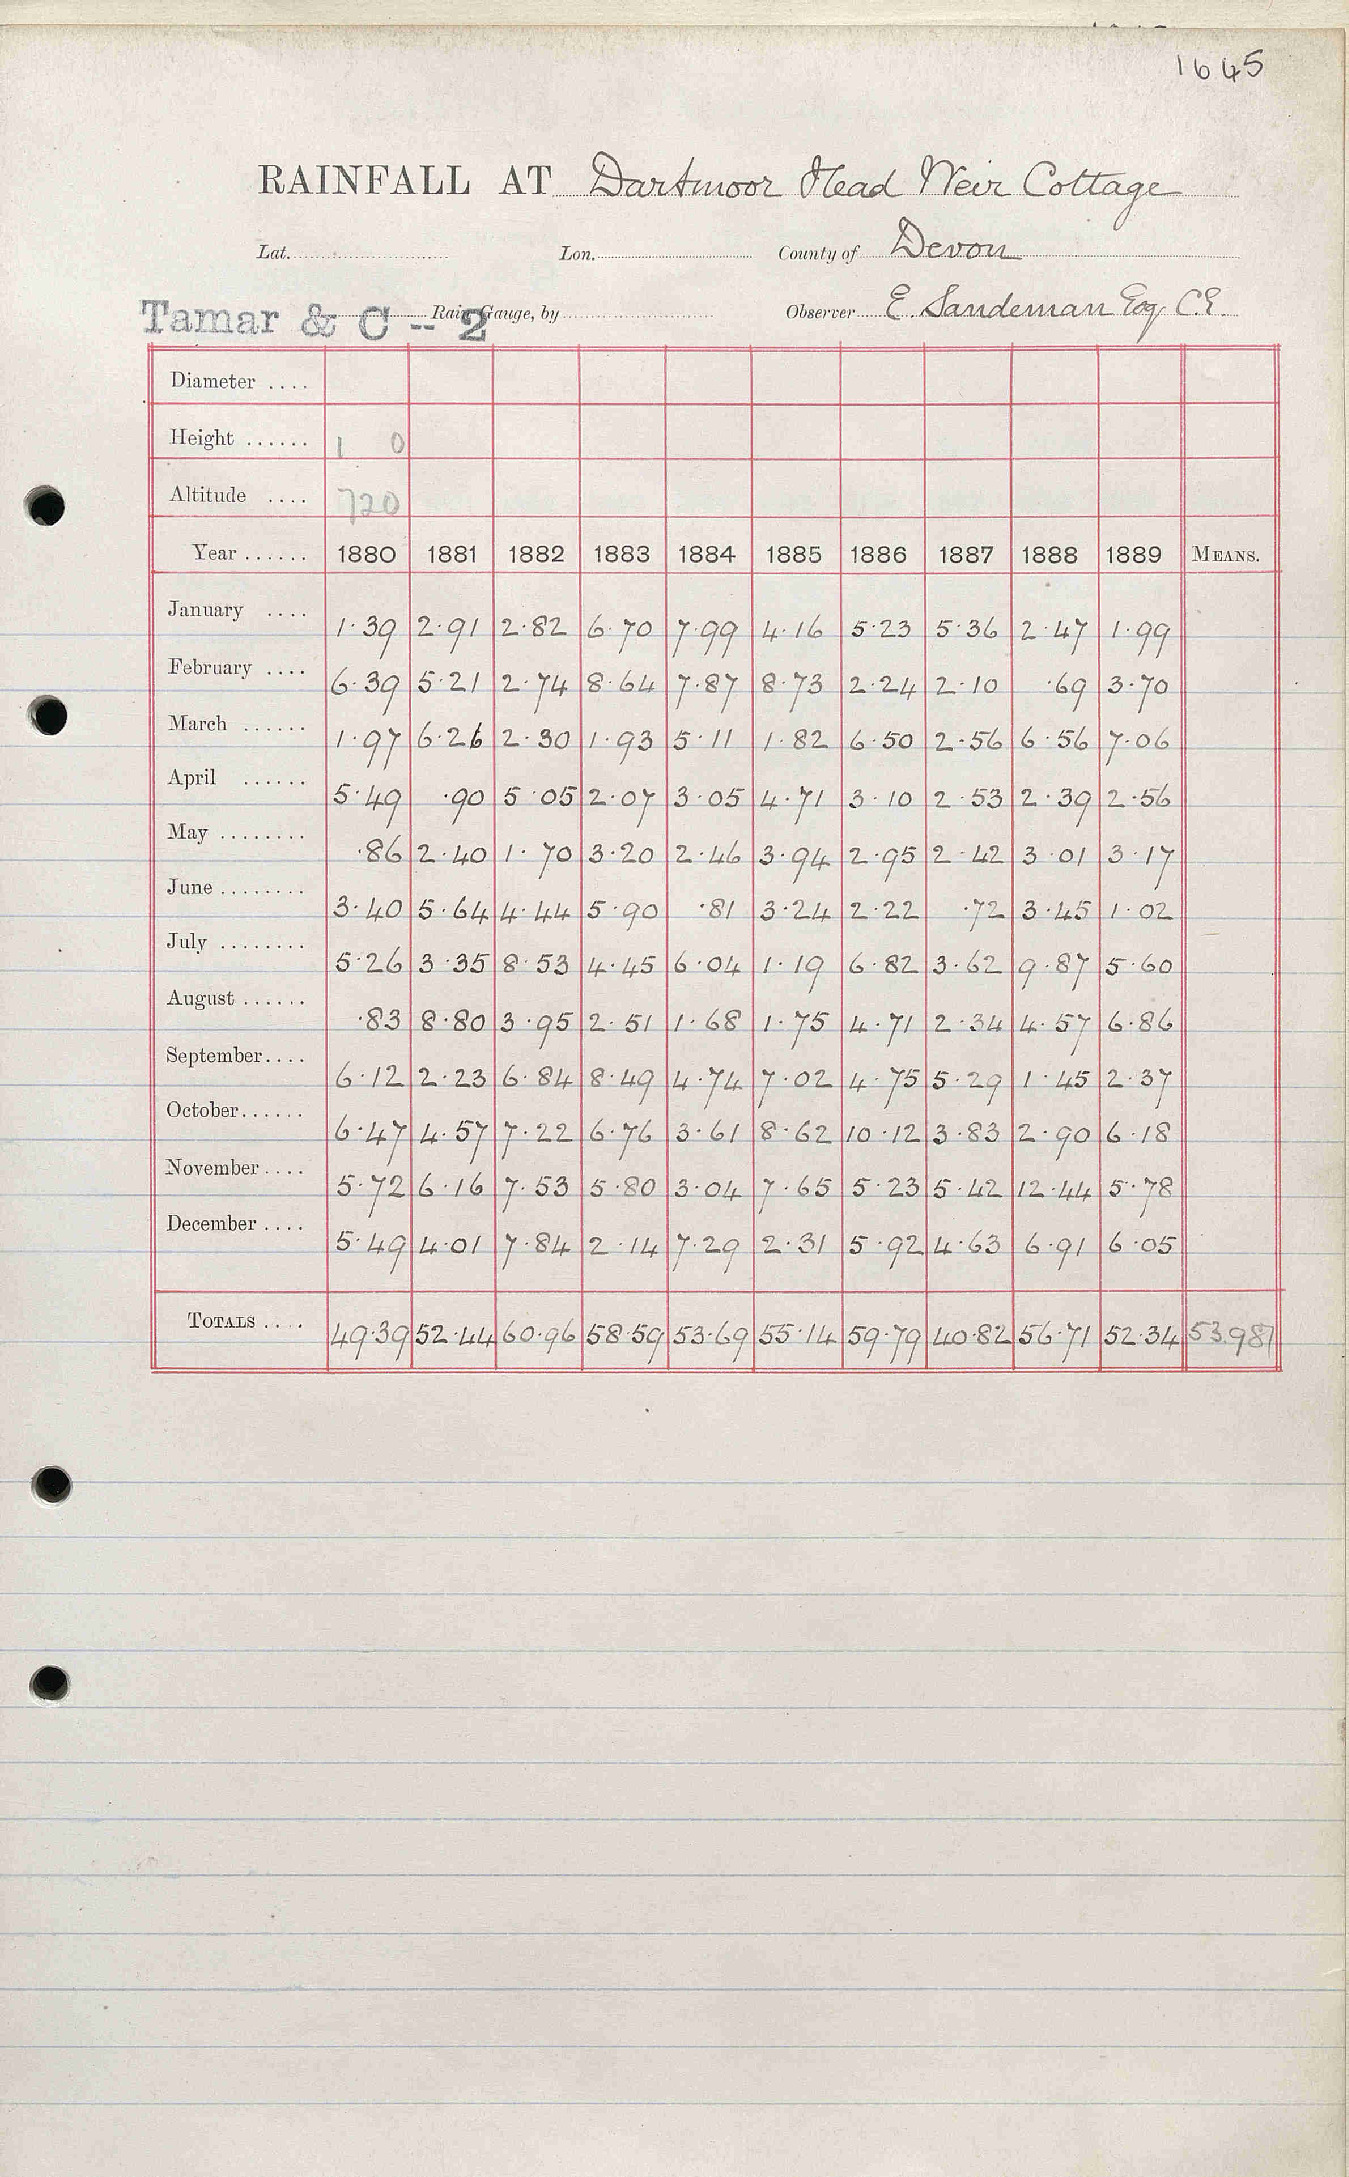 1645
RAINFALL AT Dartmoor Head Weir Cottage
Lat. Lon. County of Devon
Tamar & C -- 2 Rain Gauge, by Observer E. Sandeman Esq. C.E.
Diameter ....
Height ...... 1 0
Altitude .... 720
Year ...... 1880 1881 1882 1883 1884 1885 1886 1887 1888 1889 MEANS.
January .... 1.39 2.91 2.82 6.70 7.99 4.16 5.23 5.36 2.47 1.99
February .... 6.39 5.21 2.74 8.64 7.87 8.73 2.24 2.10 .69 3.70
March ...... 1.97 6.26 2.30 1.93 5.11 1.82 6.50 2.56 6.56 7.06
April ...... 5.49 .90 5.05 2.07 3.05 4.71 3.10 2.53 2.39 2.56
May ........ .86 2.40 1.70 3.20 2.46 3.94 2.95 2.42 3.01 3.17
June ........ 3.40 5.64 4.44 5.90 .81 3.24 2.22 .72 3.45 1.02
July ........ 5.26 3.35 8.53 4.45 6.04 1.19 6.82 3.62 9.87 5.60
August ...... .83 8.80 3.95 2.51 1.68 1.75 4.71 2.34 4.57 6.86
September.... 6.12 2.23 6.84 8.49 4.74 7.02 4.75 5.29 1.45 2.37
October...... 6.47 4.57 7.22 6.76 3.61 8.62 10.12 3.83 2.90 6.18
November .... 5.72 6.16 7.53 5.80 3.04 7.65 5.23 5.42 12.44 5.78
December .... 5.49 4.01 7.84 2.14 7.29 2.31 5.92 4.63 6.91 6.05
TOTALS .... 49.39 52.44 60.96 58.59 53.69 55.14 59.79 40.82 56.71 52.34 53.987